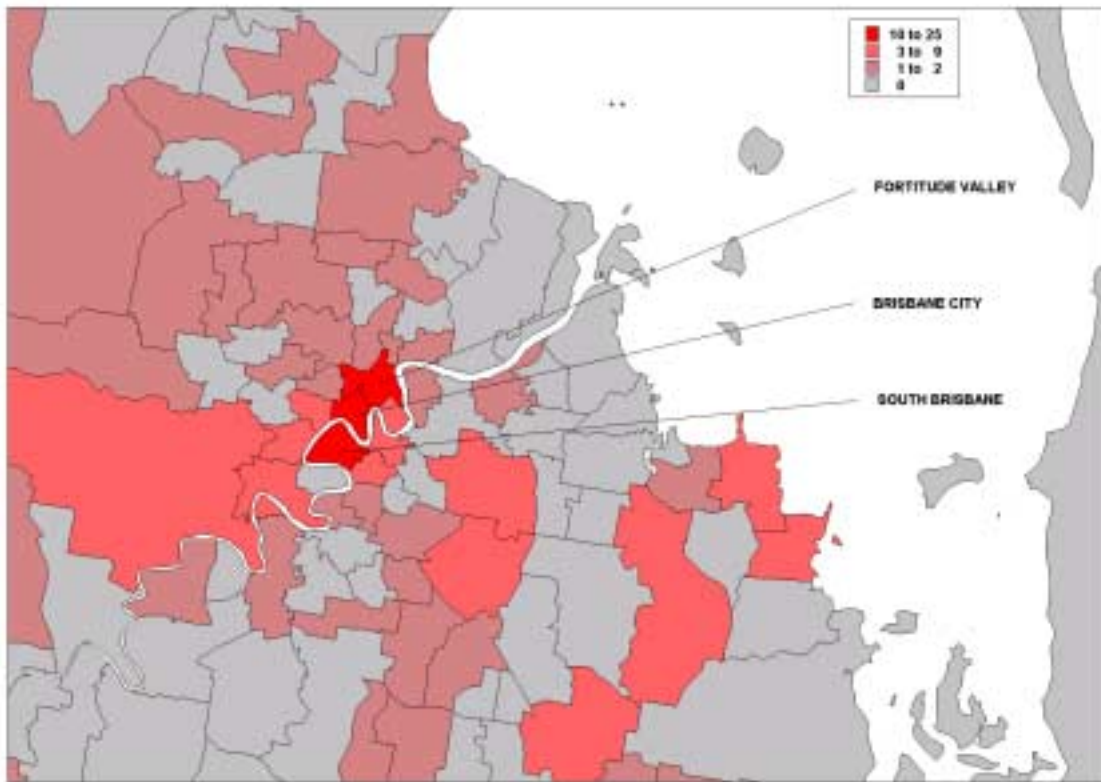 10 to 25
3 to 9
1 to 2
0
FORTITUDE VALLEY
BRISBANE CITY
SOUTH BRISBANE